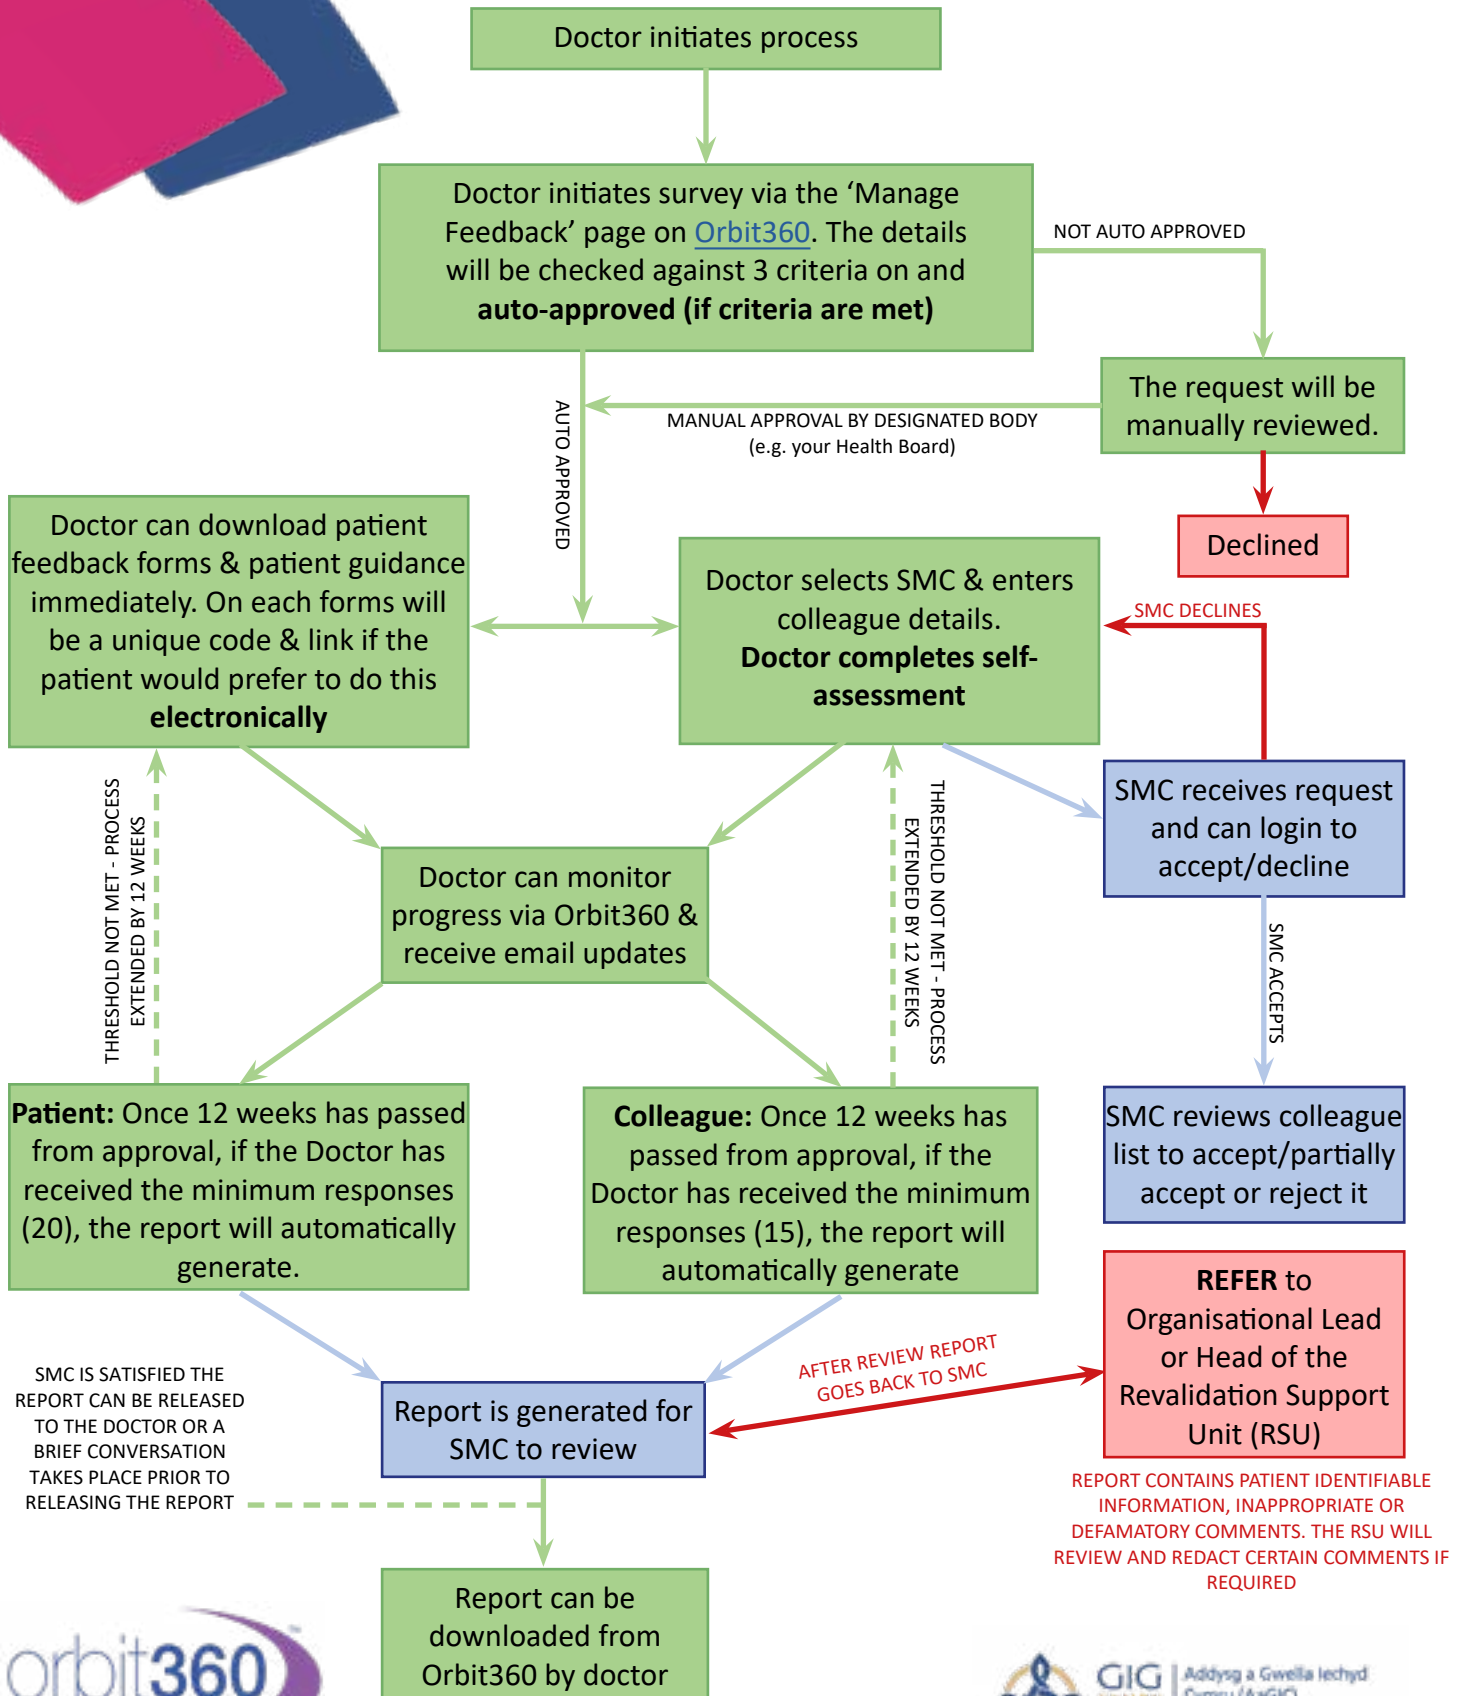 Doctor initiates process
Doctor initiates survey via the ‘Manage
Feedback’ page on Orbit360. The details
will be checked against 3 criteria on and
auto-approved (if criteria are met)
NOT AUTO APPROVED
The request will be
manually reviewed.
MANUAL APPROVAL BY DESIGNATED BODY
(e.g. your Health Board)
AUTO APPROVED
Declined
Doctor can download patient
feedback forms & patient guidance
immediately. On each forms will
be a unique code & link if the
patient would prefer to do this
electronically
Doctor selects SMC & enters
colleague details.
Doctor completes self-
assessment
SMC DECLINES
SMC receives request
and can login to
accept/decline
THRESHOLD NOT MET - PROCESS
EXTENDED BY 12 WEEKS
Doctor can monitor
progress via Orbit360 &
receive email updates
THRESHOLD NOT MET - PROCESS
EXTENDED BY 12 WEEKS
SMC ACCEPTS
Patient: Once 12 weeks has passed
from approval, if the Doctor has
received the minimum responses
(20), the report will automatically
generate.
Colleague: Once 12 weeks has
passed from approval, if the
Doctor has received the minimum
responses (15), the report will
automatically generate
SMC reviews colleague
list to accept/partially
accept or reject it
REFER to
Organisational Lead
or Head of the
Revalidation Support
Unit (RSU)
AFTER REVIEW REPORT
GOES BACK TO SMC
SMC IS SATISFIED THE
REPORT CAN BE RELEASED
TO THE DOCTOR OR A
BRIEF CONVERSATION
TAKES PLACE PRIOR TO
RELEASING THE REPORT
Report is generated for
SMC to review
REPORT CONTAINS PATIENT IDENTIFIABLE
INFORMATION, INAPPROPRIATE OR
DEFAMATORY COMMENTS. THE RSU WILL
REVIEW AND REDACT CERTAIN COMMENTS IF
REQUIRED
Report can be
downloaded from
Orbit360 by doctor
orbit360
GIG
Addysg a Gwella Iechyd
Cymru (AaGIC)